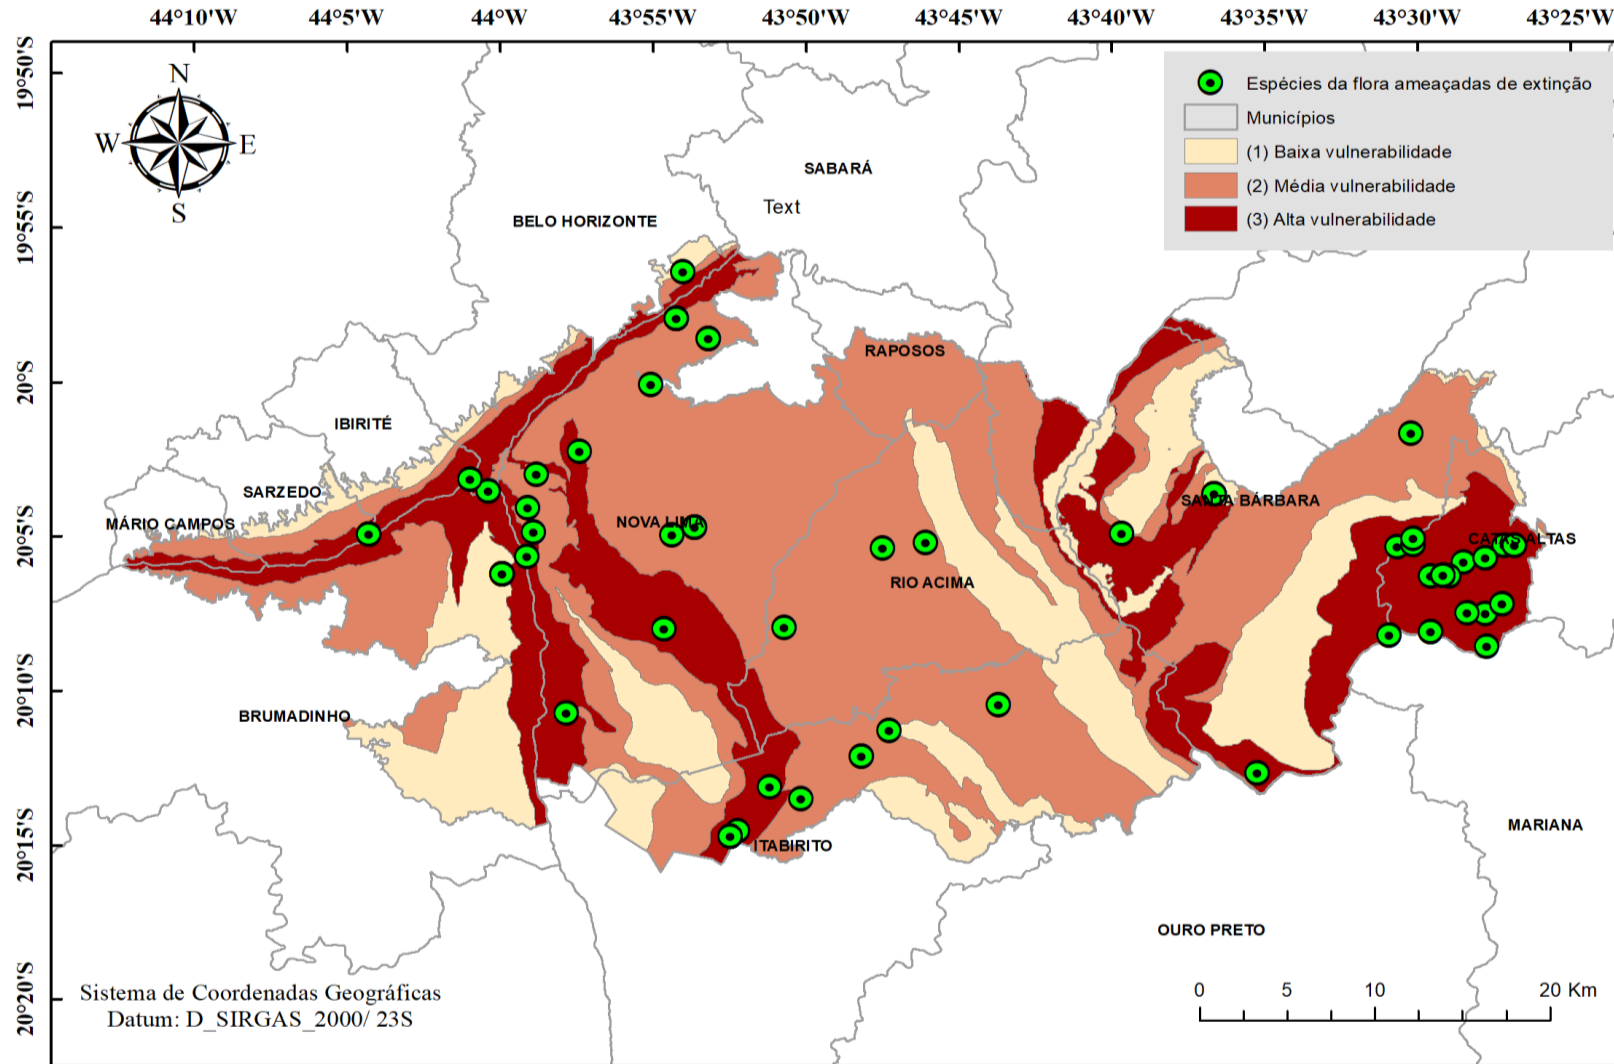 44°10'W 44°5'W 44°W 43°55'W 43°50'W 43°45'W 43°40'W 43°35'W 43°30'W 43°25'W
19°50'S
19°55'S
20°S
20°5'S
20°10'S
20°15'S
20°20'S
N
W E
S
Espécies da flora ameaçadas de extinção
Municípios
(1) Baixa vulnerabilidade
(2) Média vulnerabilidade
(3) Alta vulnerabilidade
SABARÁ
Text
BELO HORIZONTE
RAPOSOS
IBIRITÉ
SARZEDO
SANTA BÁRBARA
MÁRIO CAMPOS
NOVA LIMA
CATAS ALTAS
RIO ACIMA
BRUMADINHO
MARIANA
ITABIRITO
OURO PRETO
Sistema de Coordenadas Geográficas
Datum: D_SIRGAS_2000/ 23S
0 5 10 20 Km